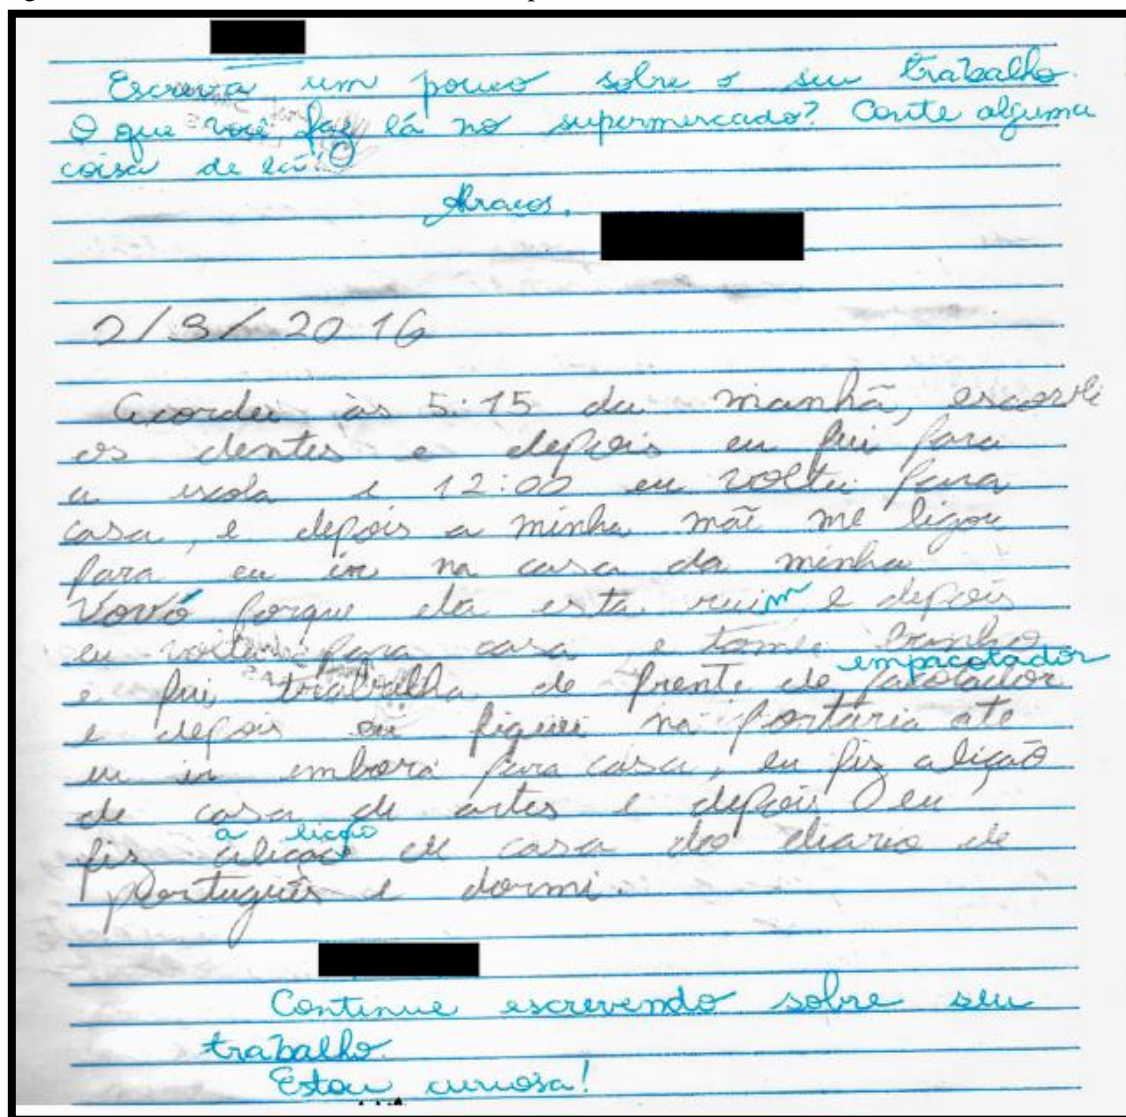 Escreva um pouco sobre o seu trabalho.
O que você faz lá no supermercado? Conte alguma
coisa de lá!
Abraços,
2/3/2016
Acordei às 5:15 da manhã, escovei
os dentes e depois eu fui para
a escola e 12:00 eu voltei para
casa, e depois a minha mãe me ligou
para eu ir na casa da minha
Vovó porque ela esta ruim e depois
eu voltei para casa e tomei banho
empacotador
e fui trabalha de frente de pacotador
e depois eu fiquei na portaria ate
eu ir embora para casa, eu fiz a lição
de casa de artes e depois eu
a lição
fiz alição de casa do diario de
português e dormi.
Continue escrevendo sobre seu
trabalho.
Estou curiosa!